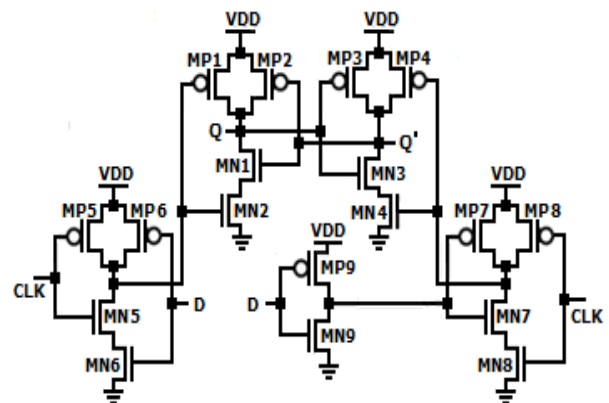 VDD VDD
MP1 MP2 MP3 MP4
Q Q'
MN1 MN3
VDD MN2 MN4 VDD
MP5 MP6 VDD MP7 MP8
MP9
CLK D D CLK
MN5 MN9 MN7
MN6 MN8